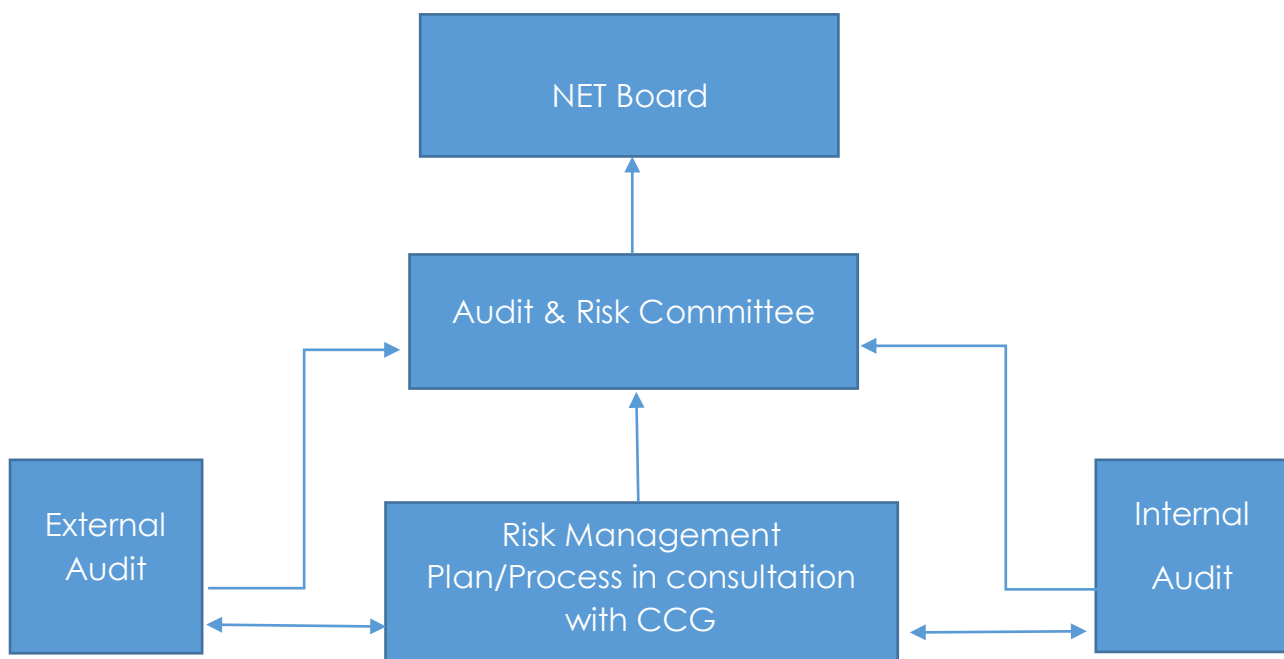 NET Board
Audit & Risk Committee
External
Audit
Risk Management
Plan/Process in consultation
with CCG
Internal
Audit